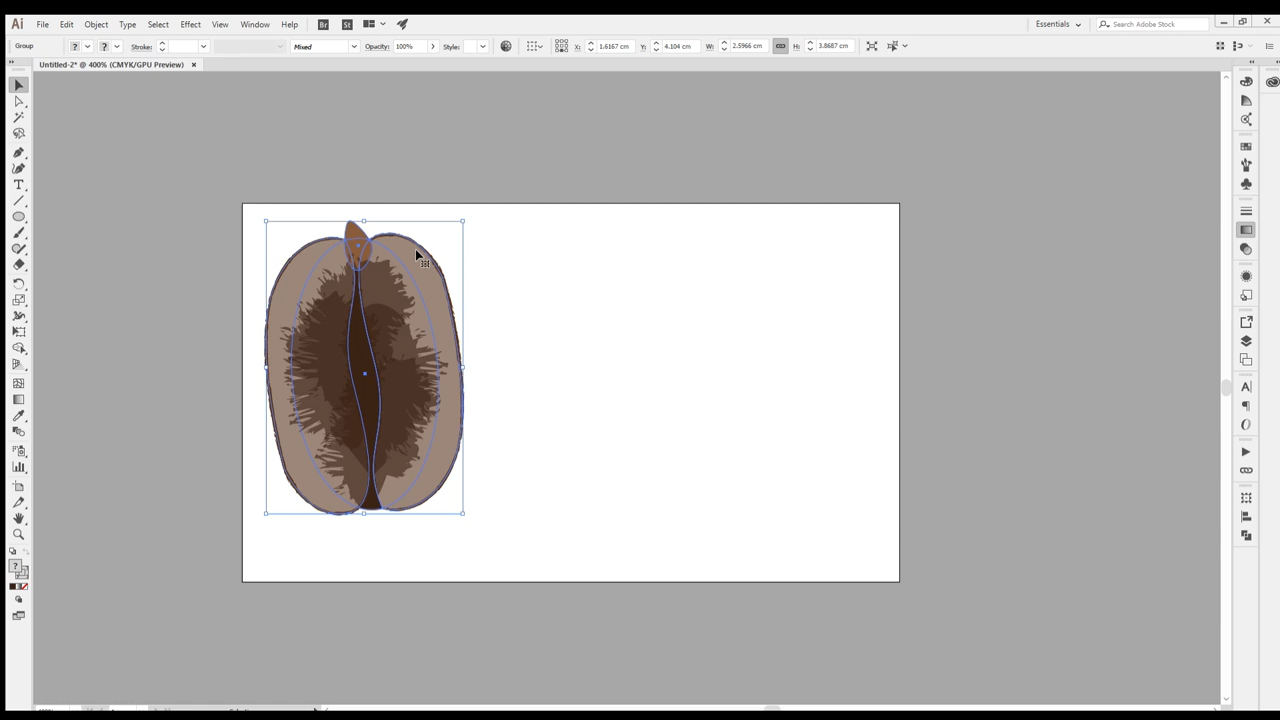 Ai File Edit Object Type Select Effect View Window Help Br St Essentials Search Adobe Stock
Group ? ? Stroke: Mixed Opacity: 100% Style: X: 1.6167 cm Y: 4.104 cm W: 2.5966 cm H: 3.8687 cm
Untitled-2* @ 400% (CMYK/GPU Preview) ×